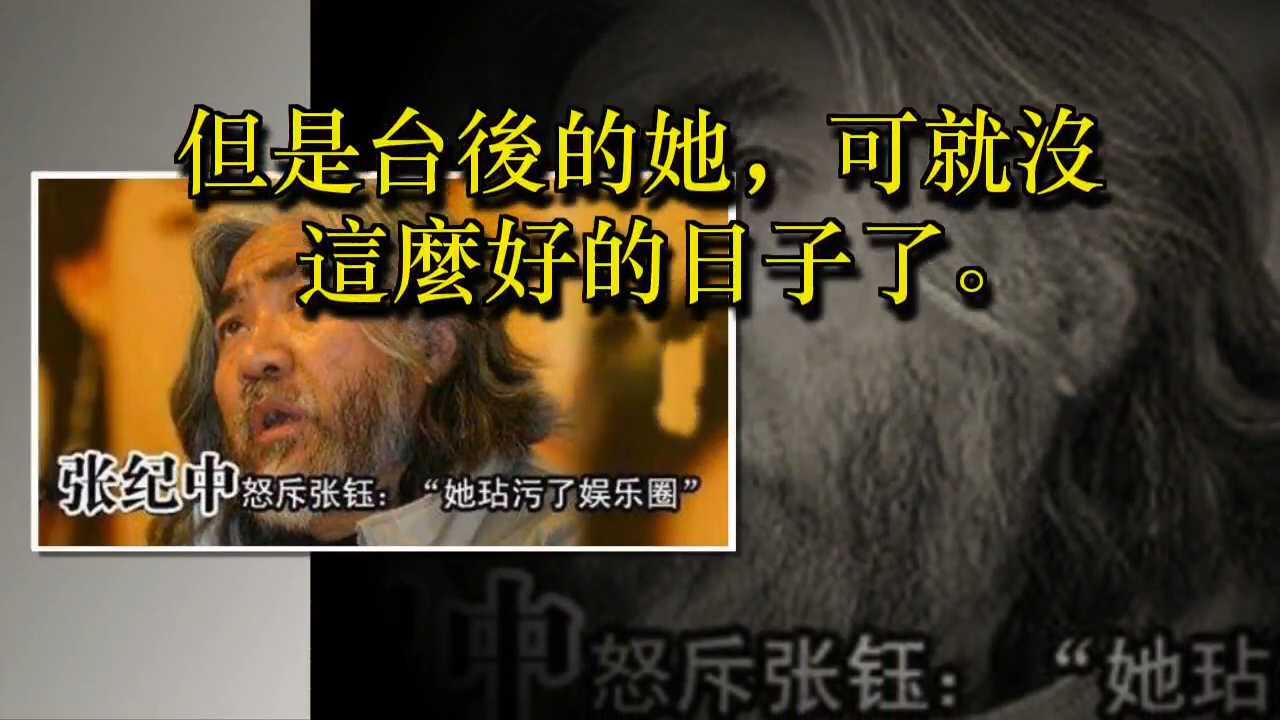 但是台後的她，可就沒
這麼好的日子了。
张纪中怒斥张钰：“她玷污了娱乐圈”
中怒斥张钰：“她玷